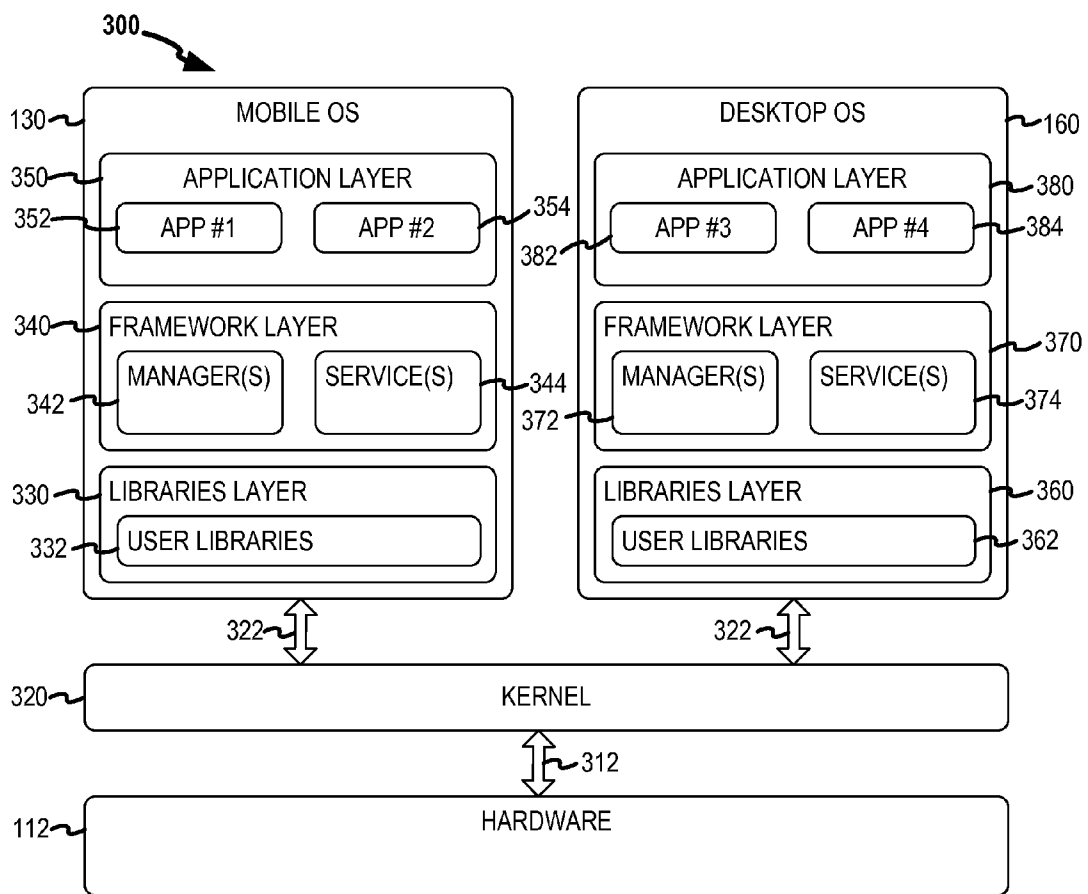 300
130
MOBILE OS
DESKTOP OS
160
350
APPLICATION LAYER
APPLICATION LAYER
380
352
APP #1
APP #2
354
382
APP #3
APP #4
384
340
FRAMEWORK LAYER
FRAMEWORK LAYER
370
342
MANAGER(S)
SERVICE(S)
344
372
MANAGER(S)
SERVICE(S)
374
330
LIBRARIES LAYER
LIBRARIES LAYER
360
332
USER LIBRARIES
USER LIBRARIES
362
322
322
320
KERNEL
312
112
HARDWARE